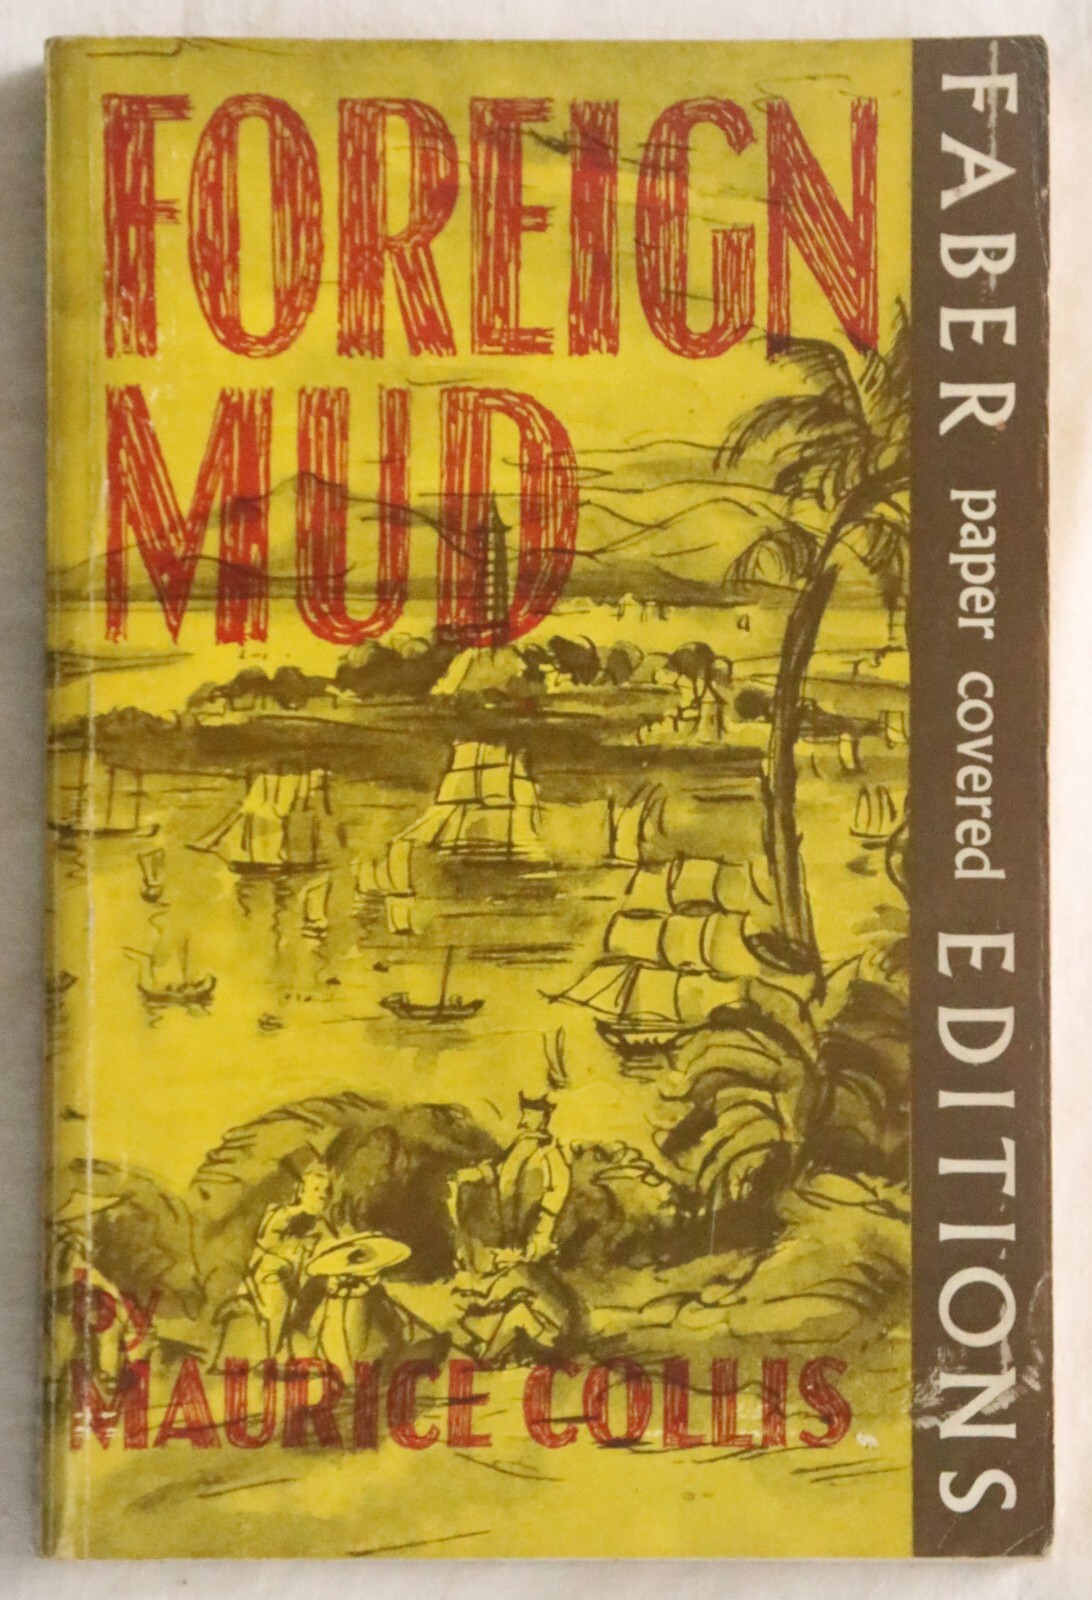 FOREIGN
MUD
by
MAURICE COLLIS
FABER paper covered EDITIONS